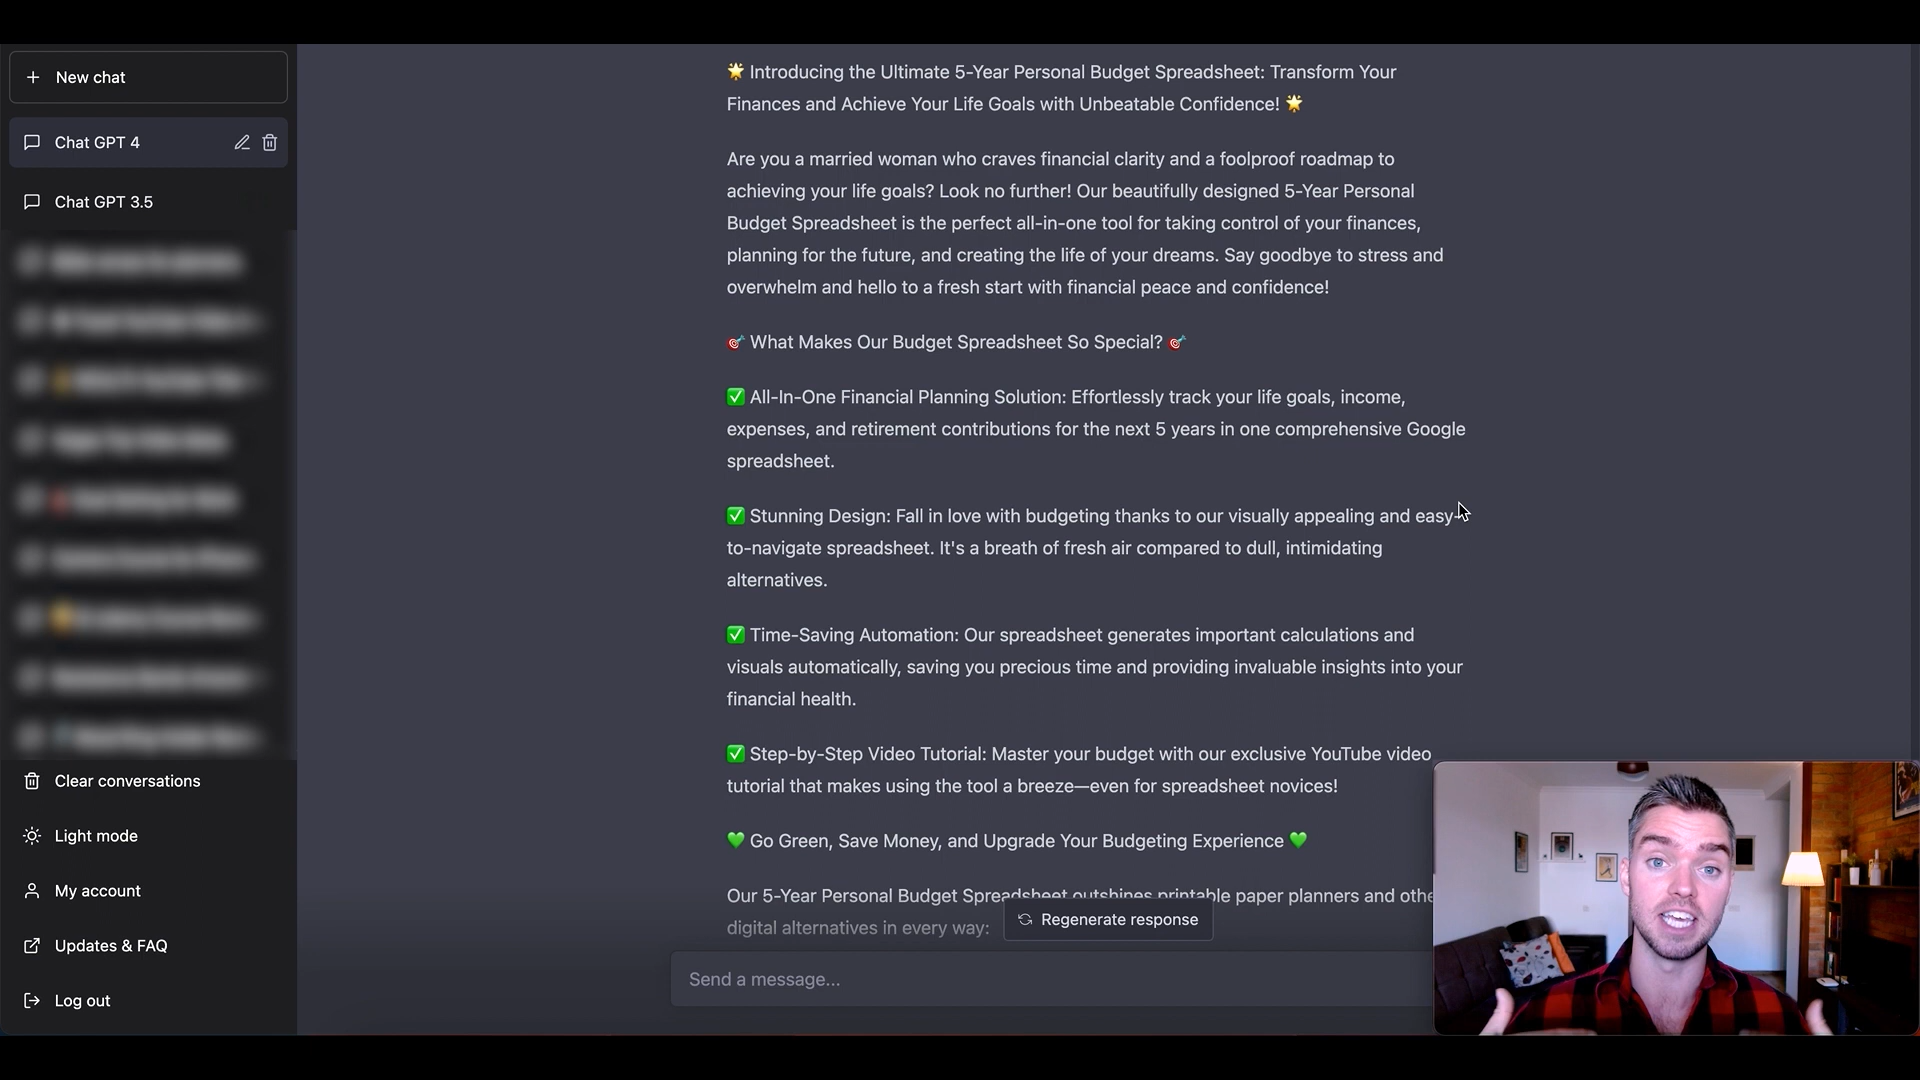 New chat
Chat GPT 4
Chat GPT 3.5
Clear conversations
Light mode
My account
Updates & FAQ
Log out
🌟 Introducing the Ultimate 5-Year Personal Budget Spreadsheet: Transform Your
Finances and Achieve Your Life Goals with Unbeatable Confidence! 🌟
Are you a married woman who craves financial clarity and a foolproof roadmap to
achieving your life goals? Look no further! Our beautifully designed 5-Year Personal
Budget Spreadsheet is the perfect all-in-one tool for taking control of your finances,
planning for the future, and creating the life of your dreams. Say goodbye to stress and
overwhelm and hello to a fresh start with financial peace and confidence!
🎯 What Makes Our Budget Spreadsheet So Special? 🎯
✅ All-In-One Financial Planning Solution: Effortlessly track your life goals, income,
expenses, and retirement contributions for the next 5 years in one comprehensive Google
spreadsheet.
✅ Stunning Design: Fall in love with budgeting thanks to our visually appealing and easy-
to-navigate spreadsheet. It's a breath of fresh air compared to dull, intimidating
alternatives.
✅ Time-Saving Automation: Our spreadsheet generates important calculations and
visuals automatically, saving you precious time and providing invaluable insights into your
financial health.
✅ Step-by-Step Video Tutorial: Master your budget with our exclusive YouTube video
tutorial that makes using the tool a breeze—even for spreadsheet novices!
💚 Go Green, Save Money, and Upgrade Your Budgeting Experience 💚
Our 5-Year Personal Budget Spreadsheet outshines printable paper planners and othe
digital alternatives in every way:
Regenerate response
Send a message...